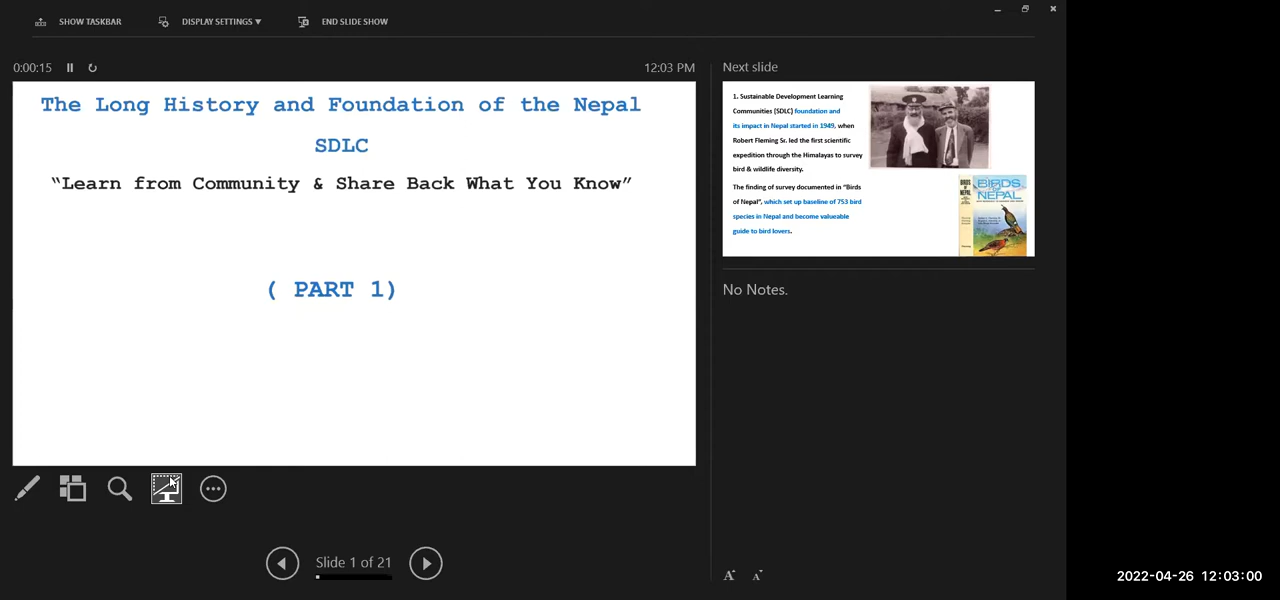 SHOW TASKBAR DISPLAY SETTINGS ▼ END SLIDE SHOW
0:00:15 12:03 PM
The Long History and Foundation of the Nepal
SDLC
“Learn from Community & Share Back What You Know”
( PART 1)
Next slide
1. Sustainable Development Learning
Communities (SDLC) foundation and
its impact in Nepal started in 1949, when
Robert Fleming Sr. led the first scientific
expedition through the Himalayas to survey
bird & wildlife diversity.
The finding of survey documented in “Birds
of Nepal”, which set up baseline of 753 bird
species in Nepal and become valueable
guide to bird lovers.
BIRDS
OF
NEPAL
BIRDS OF
NEPAL
No Notes.
Slide 1 of 21
A A
2022-04-26 12:03:00